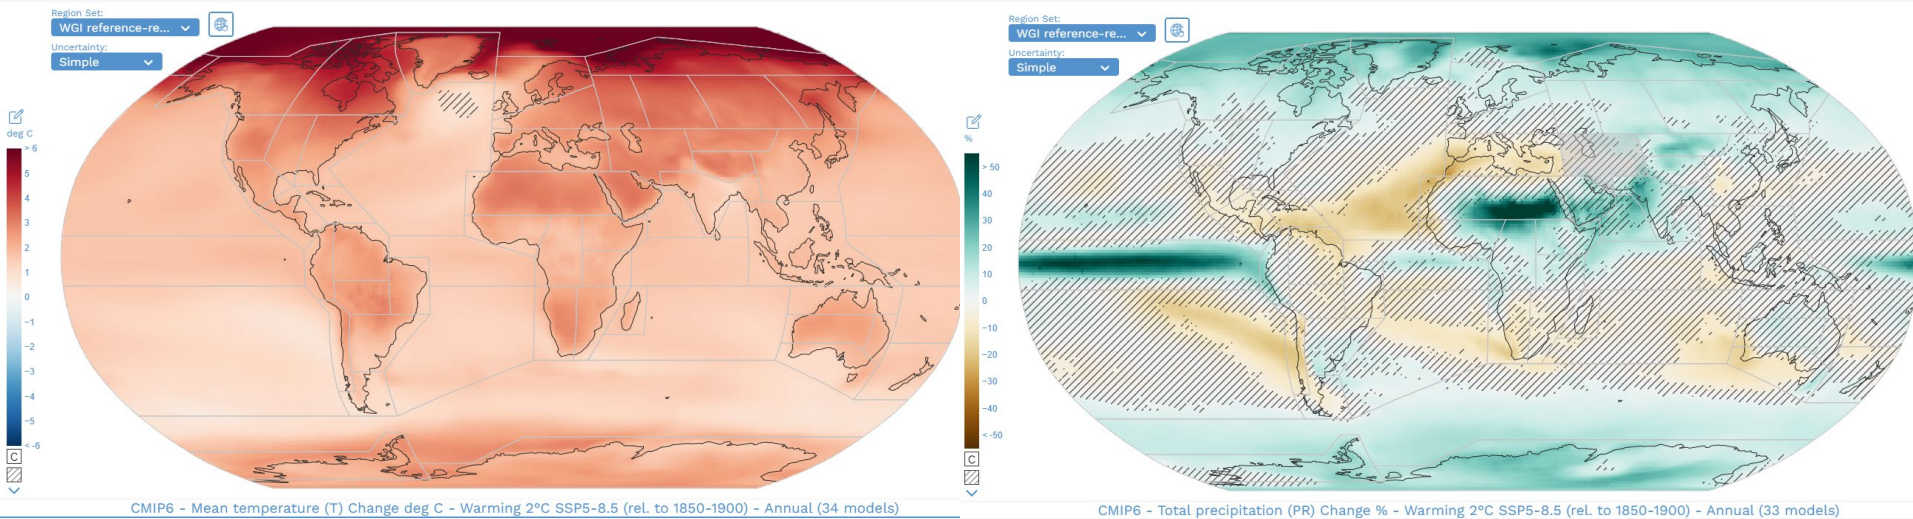 Region Set:
WGI reference-re...
Uncertainty:
Simple
deg C
> 6
5
4
3
2
1
0
−1
−2
−3
−4
−5
< -6
C
CMIP6 - Mean temperature (T) Change deg C - Warming 2°C SSP5-8.5 (rel. to 1850-1900) - Annual (34 models)
Region Set:
WGI reference-re...
Uncertainty:
Simple
%
> 50
40
30
20
10
0
−10
−20
−30
−40
< -50
C
CMIP6 - Total precipitation (PR) Change % - Warming 2°C SSP5-8.5 (rel. to 1850-1900) - Annual (33 models)